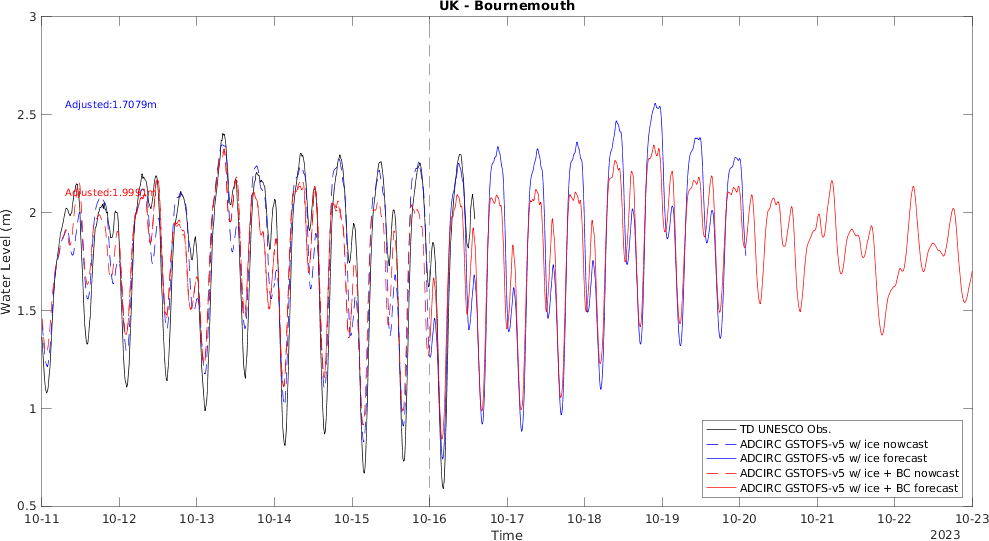 UK - Bournemouth
3
2.5
2
1.5
1
0.5
Water Level (m)
Adjusted:1.7079m
Adjusted:1.9991m
TD UNESCO Obs.
ADCIRC GSTOFS-v5 w/ ice nowcast
ADCIRC GSTOFS-v5 w/ ice forecast
ADCIRC GSTOFS-v5 w/ ice + BC nowcast
ADCIRC GSTOFS-v5 w/ ice + BC forecast
10-11 10-12 10-13 10-14 10-15 10-16 10-17 10-18 10-19 10-20 10-21 10-22 10-23
Time
2023